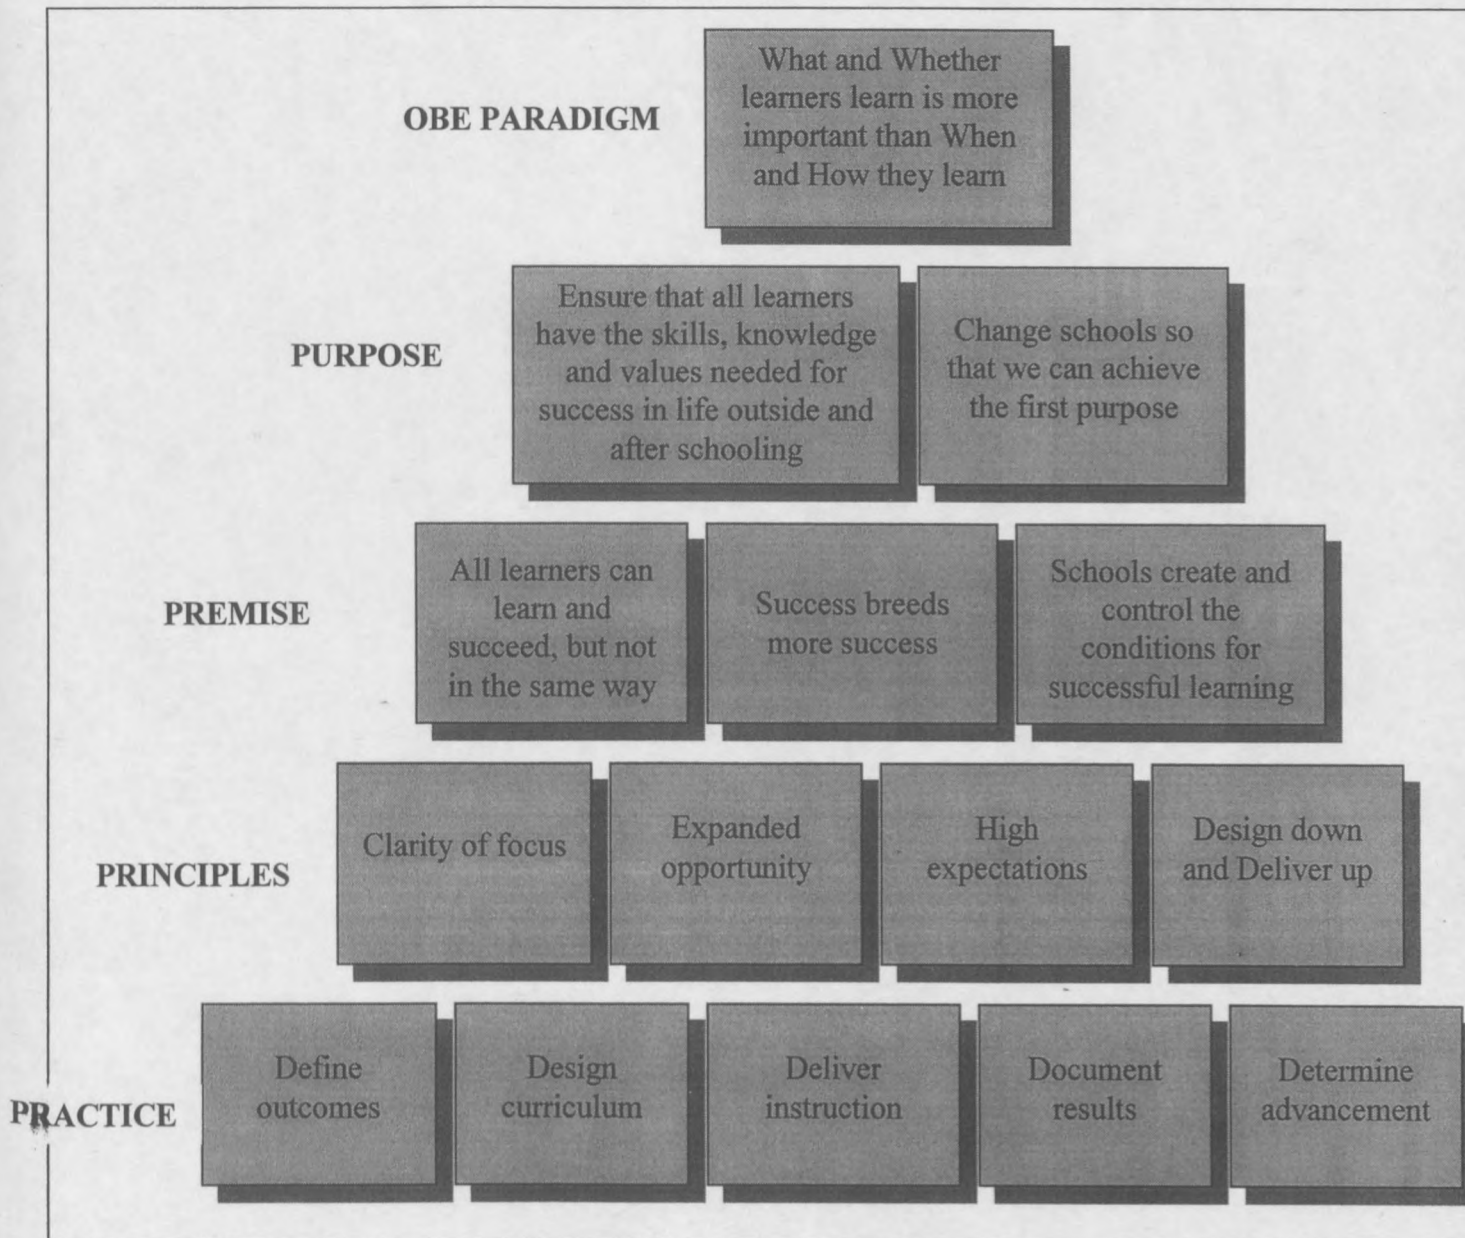 OBE PARADIGM
What and Whether
learners learn is more
important than When
and How they learn
PURPOSE
Ensure that all learners
have the skills, knowledge
and values needed for
success in life outside and
after schooling
Change schools so
that we can achieve
the first purpose
PREMISE
All learners can
learn and
succeed, but not
in the same way
Success breeds
more success
Schools create and
control the
conditions for
successful learning
PRINCIPLES
Clarity of focus
Expanded
opportunity
High
expectations
Design down
and Deliver up
PRACTICE
Define
outcomes
Design
curriculum
Deliver
instruction
Document
results
Determine
advancement